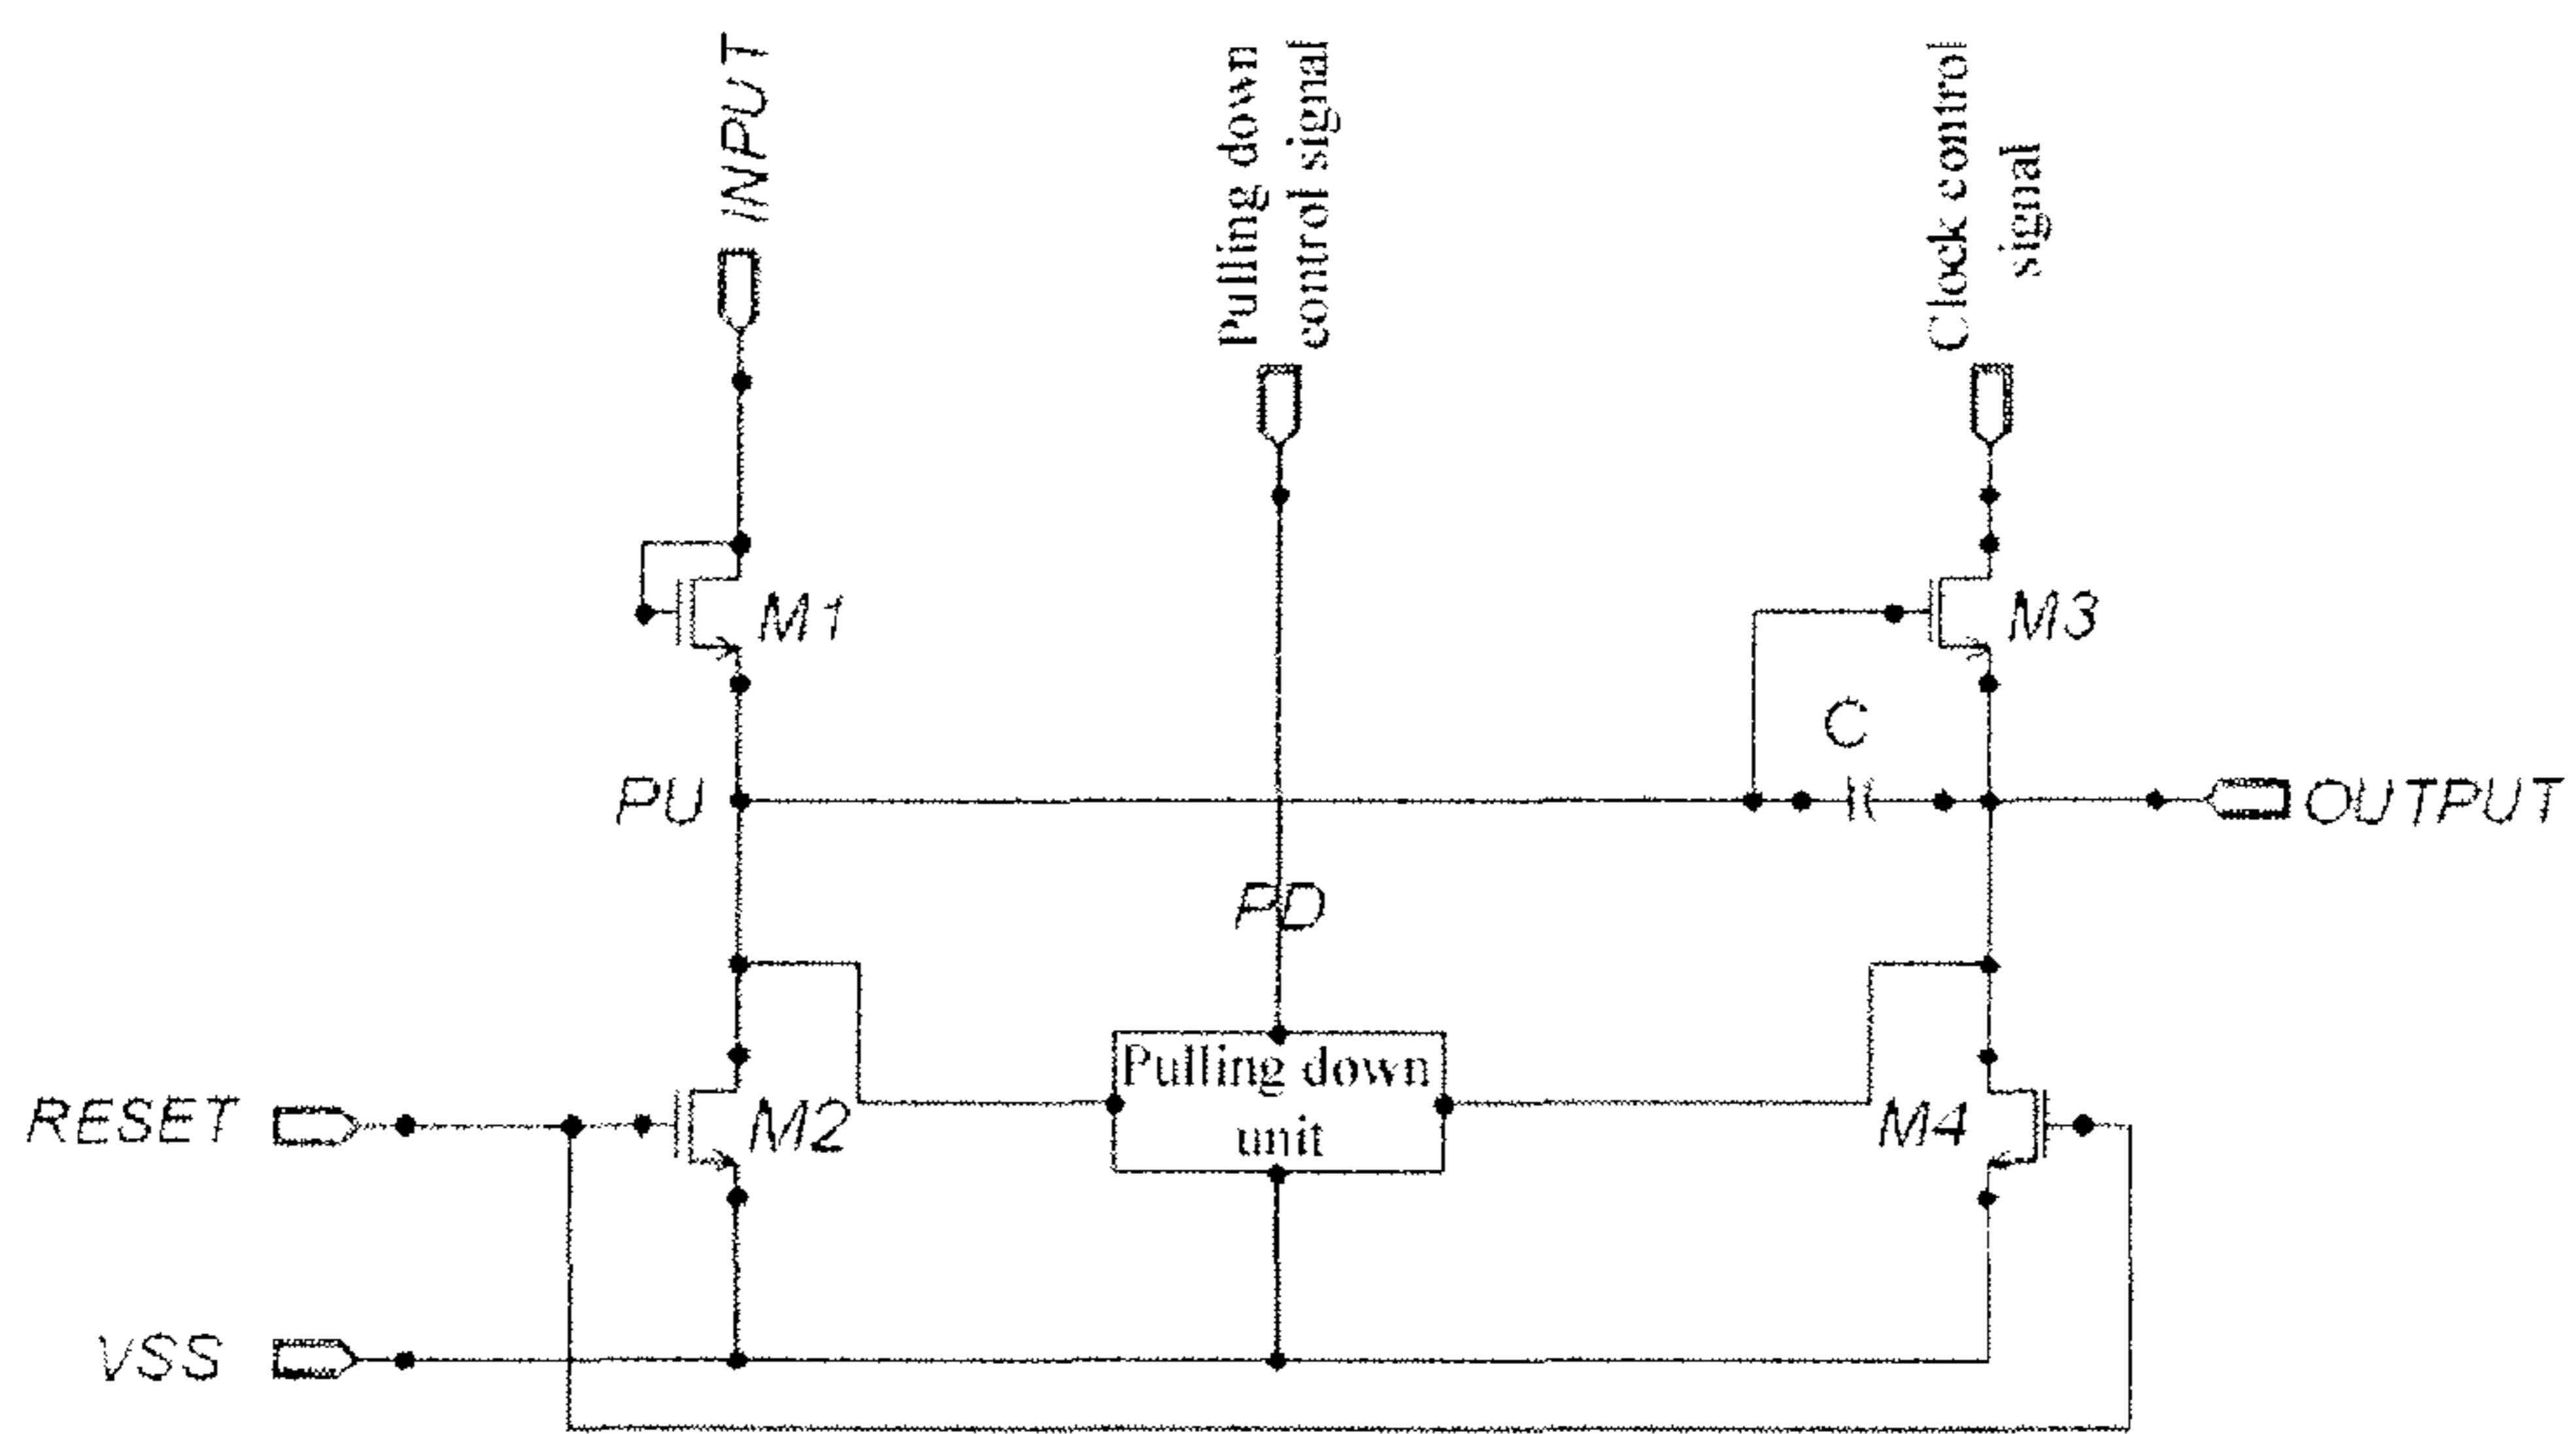 INPUT
Pulling down
control signal
Clock control
signal
M1
M3
C
PU
OUTPUT
PD
Pulling down
unit
RESET
M2
M4
VSS